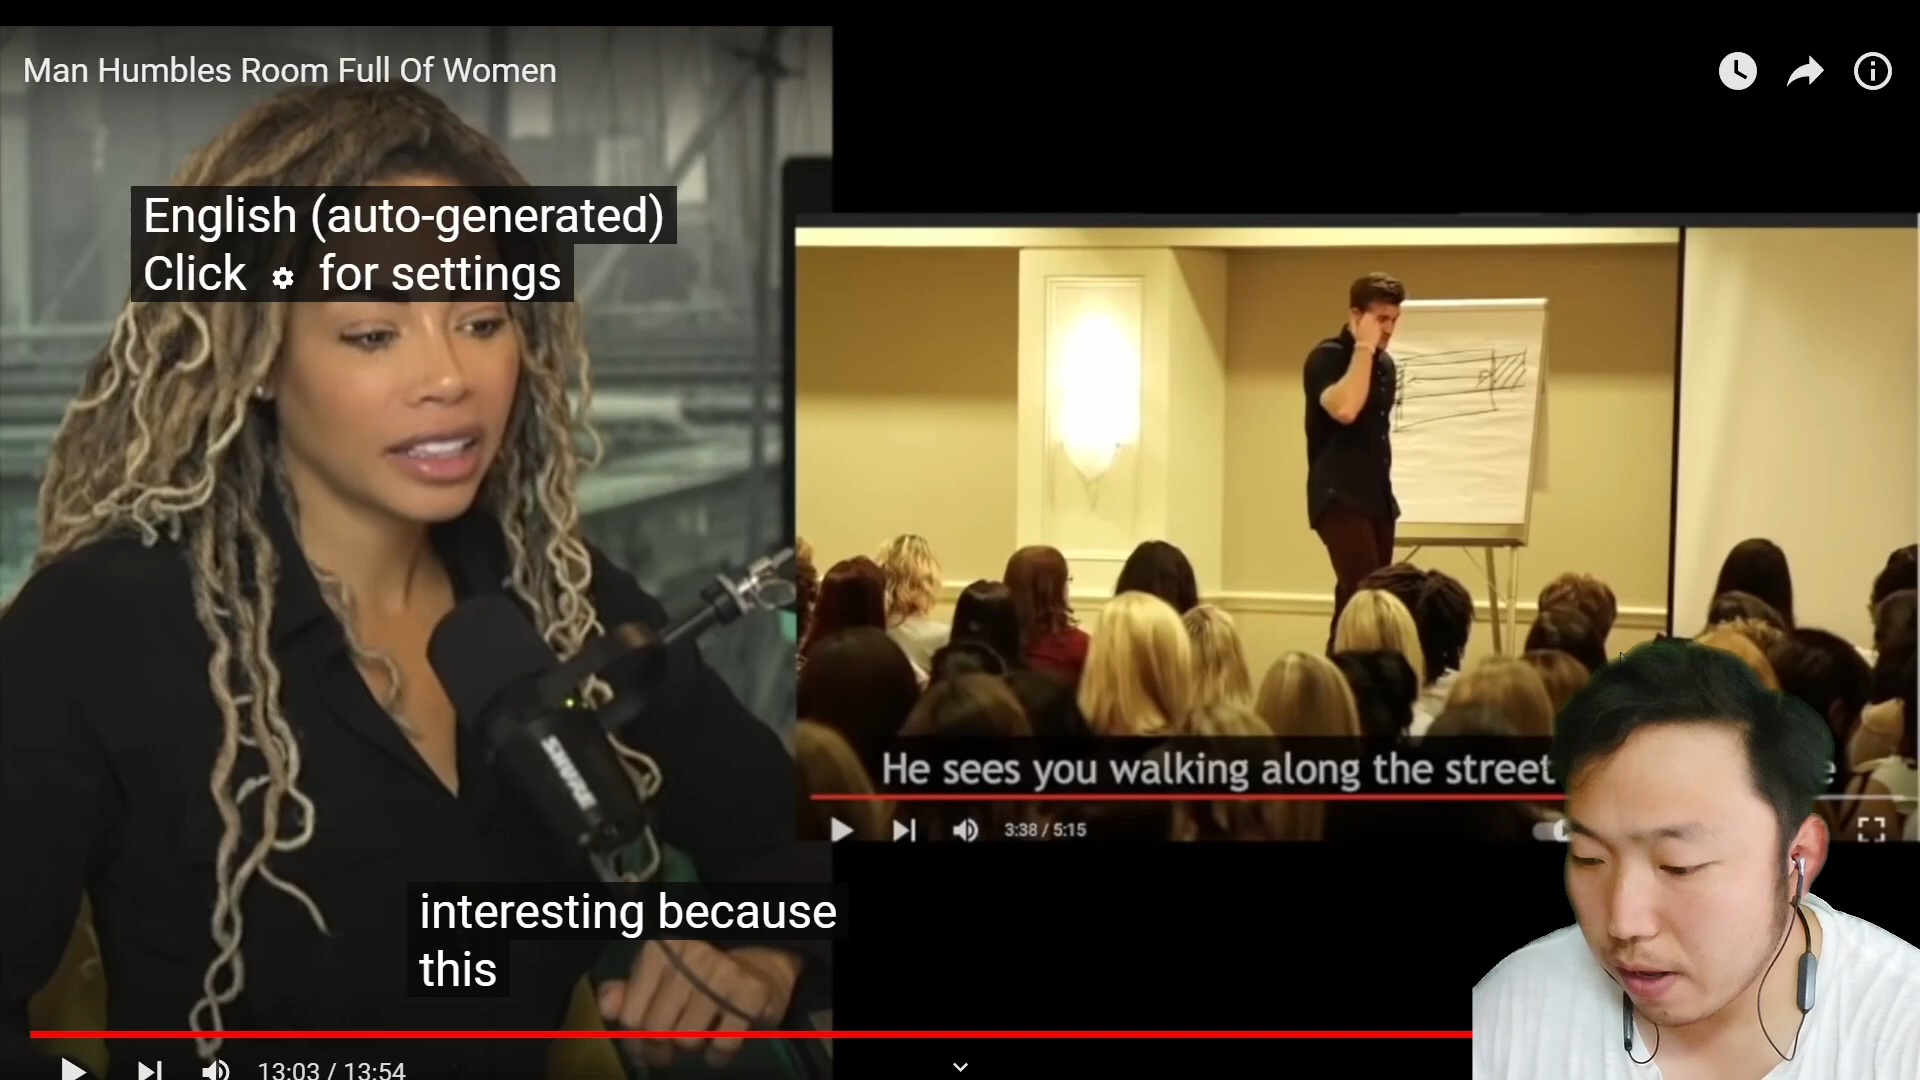 Man Humbles Room Full Of Women
English (auto-generated)
Click for settings
He sees you walking along the street
3:38 / 5:15
SHURE
interesting because
this
13:03 / 13:54